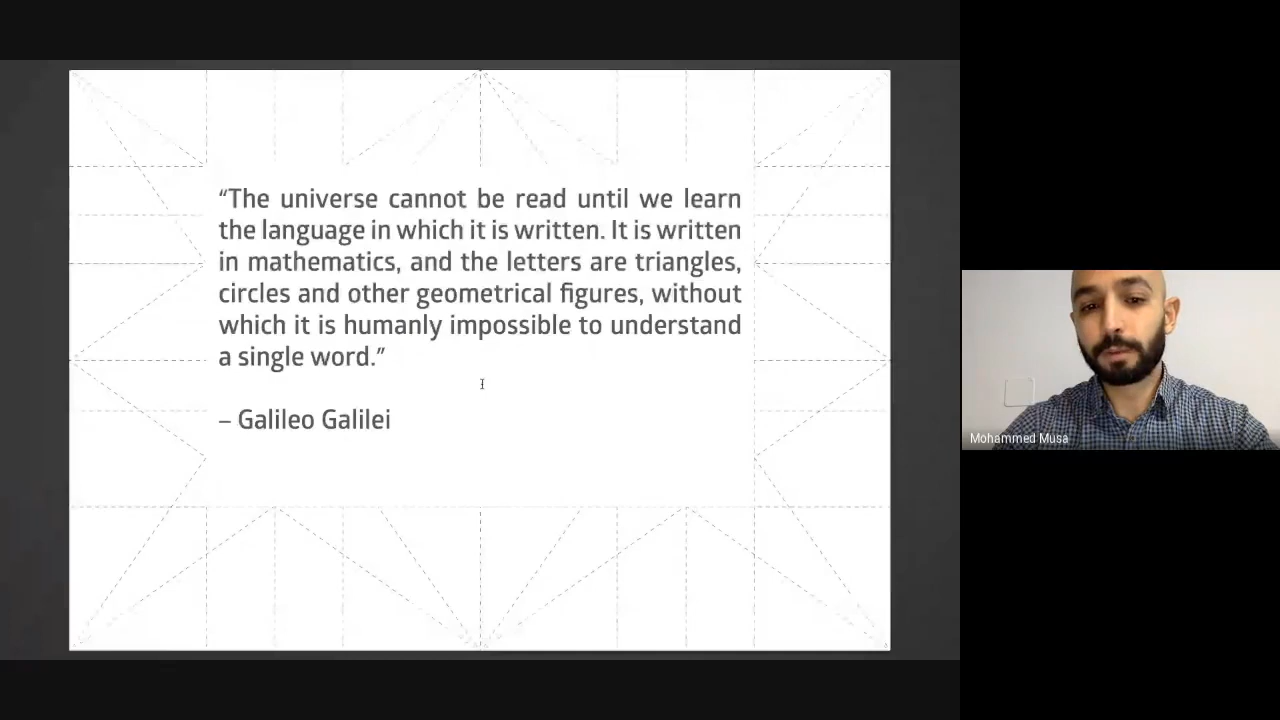 “The universe cannot be read until we learn
the language in which it is written. It is written
in mathematics, and the letters are triangles,
circles and other geometrical figures, without
which it is humanly impossible to understand
a single word.”
– Galileo Galilei
Mohammed Musa